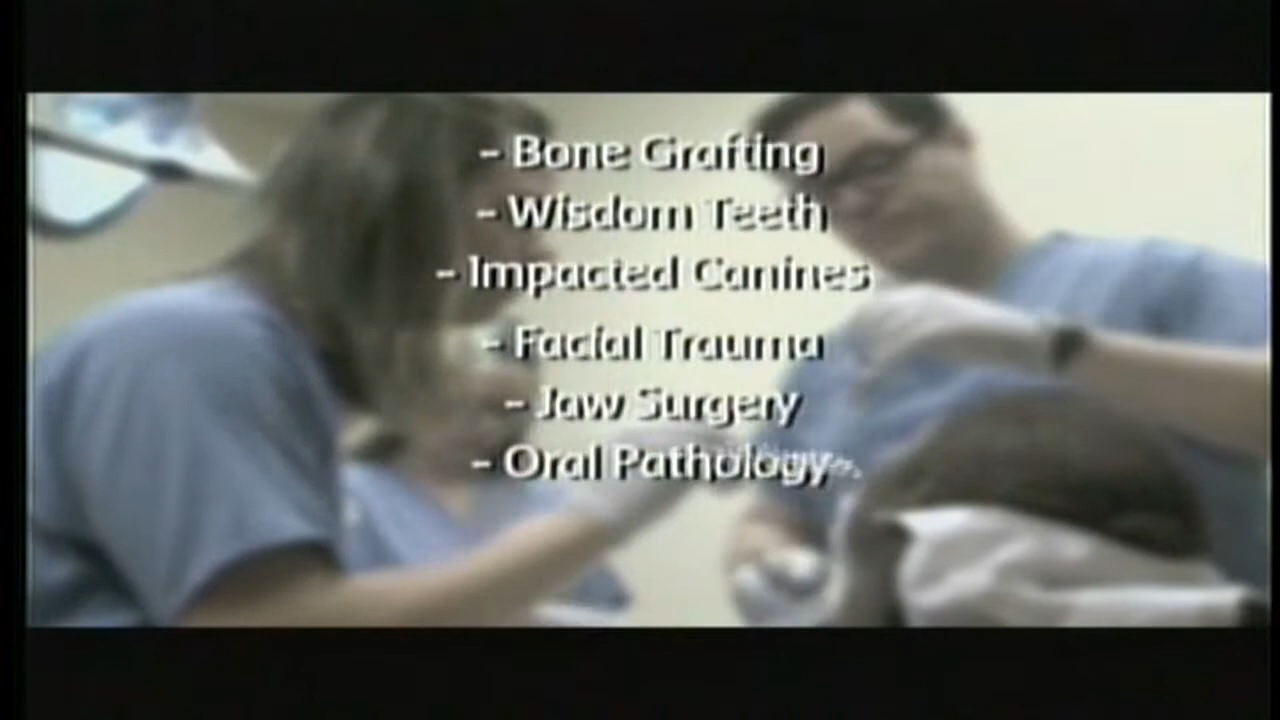 - Bone Grafting
- Wisdom Teeth
- Impacted Canines
- Facial Trauma
- Jaw Surgery
- Oral Pathology